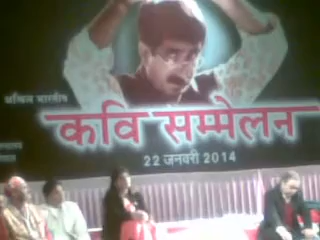 अखिल भारतीय
कवि सम्मेलन
22 जनवरी 2014